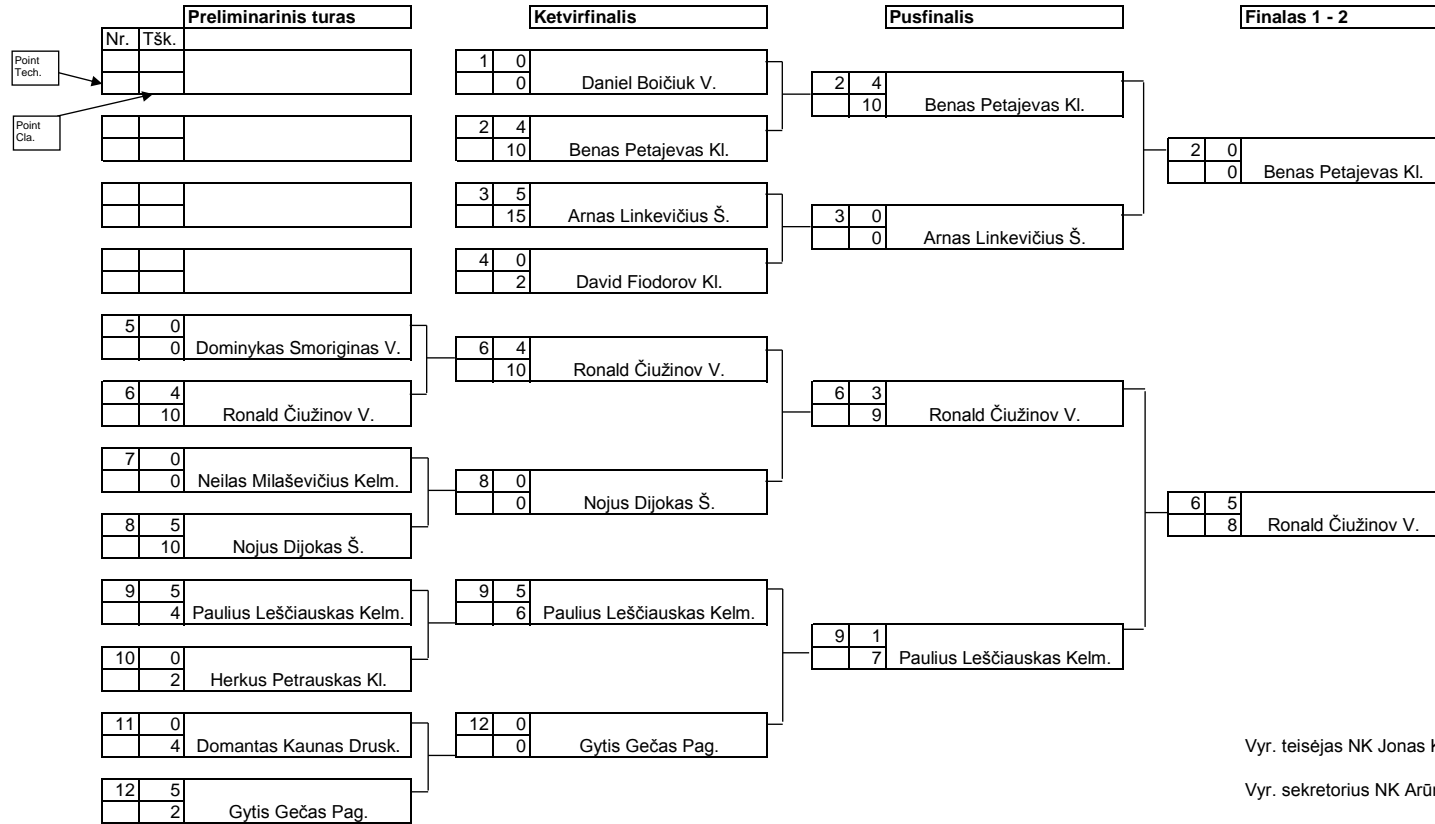 Preliminarinis turas Ketvirfinalis Pusfinalis Finalas 1 - 2
Nr. Tšk.
Point
Tech.
Point
Cla.
1 0
0 Daniel Boičiuk V.
2 4
10 Benas Petajevas Kl.
3 5
15 Arnas Linkevičius Š.
4 0
2 David Fiodorov Kl.
5 0
0 Dominykas Smoriginas V.
6 4
10 Ronald Čiužinov V.
7 0
0 Neilas Milaševičius Kelm.
8 5
10 Nojus Dijokas Š.
9 5
4 Paulius Leščiauskas Kelm.
10 0
2 Herkus Petrauskas Kl.
11 0
4 Domantas Kaunas Drusk.
12 5
2 Gytis Gečas Pag.
6 4
10 Ronald Čiužinov V.
8 0
0 Nojus Dijokas Š.
9 5
6 Paulius Leščiauskas Kelm.
12 0
0 Gytis Gečas Pag.
2 4
10 Benas Petajevas Kl.
3 0
0 Arnas Linkevičius Š.
6 3
9 Ronald Čiužinov V.
9 1
7 Paulius Leščiauskas Kelm.
2 0
0 Benas Petajevas Kl.
6 5
8 Ronald Čiužinov V.
Vyr. teisėjas NK Jonas
Vyr. sekretorius NK